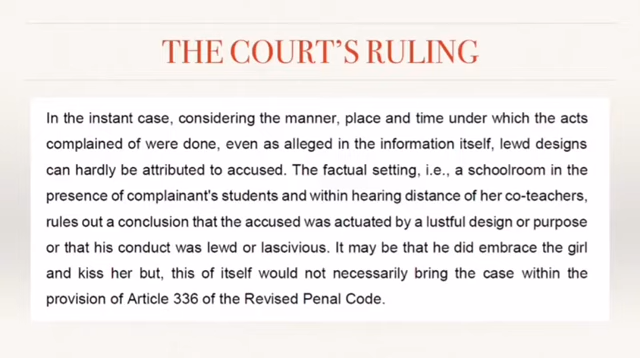 THE COURT'S RULING
In the instant case, considering the manner, place and time under which the acts
complained of were done, even as alleged in the information itself, lewd designs
can hardly be attributed to accused. The factual setting, i.e., a schoolroom in the
presence of complainant's students and within hearing distance of her co-teachers,
rules out a conclusion that the accused was actuated by a lustful design or purpose
or that his conduct was lewd or lascivious. It may be that he did embrace the girl
and kiss her but, this of itself would not necessarily bring the case within the
provision of Article 336 of the Revised Penal Code.